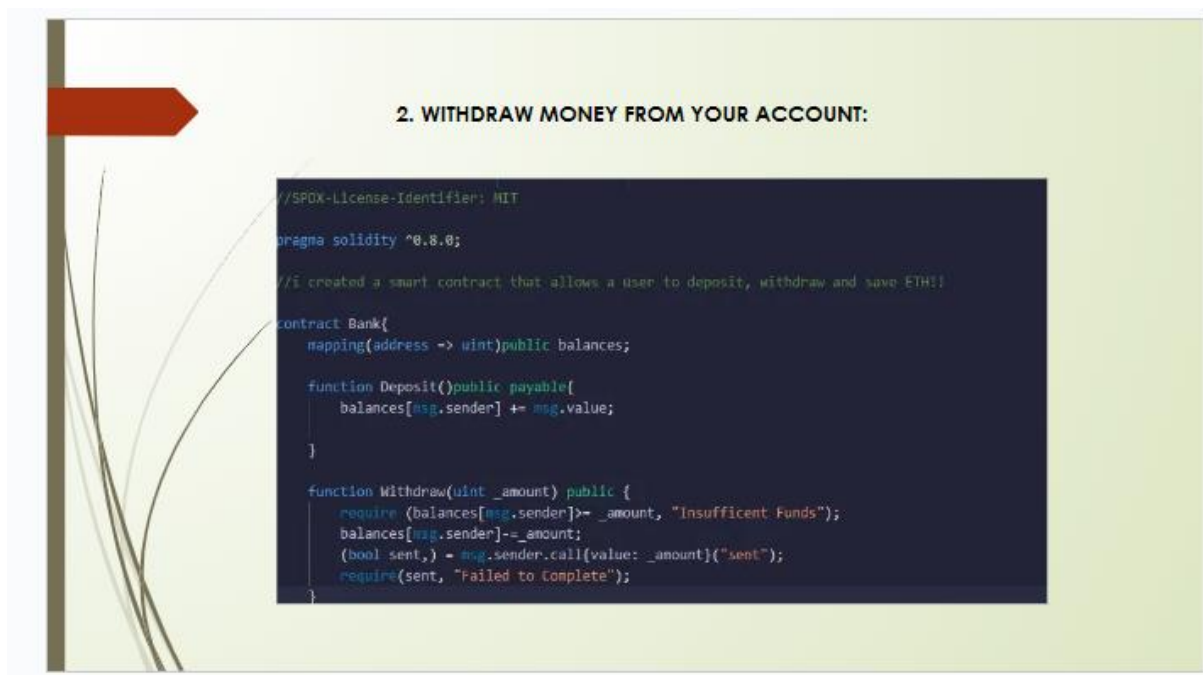 2. WITHDRAW MONEY FROM YOUR ACCOUNT:
//SPDX-License-Identifier: MIT
pragma solidity ^0.8.0;
//i created a smart contract that allows a user to deposit, withdraw and save ETH!!
contract Bank{
mapping(address => uint)public balances;
function Deposit()public payable{
balances[msg.sender] += msg.value;
}
function Withdraw(uint _amount) public {
require (balances[msg.sender]>= _amount, "Insufficent Funds");
balances[msg.sender]-=_amount;
(bool sent,) = msg.sender.call{value: _amount}("sent");
require(sent, "Failed to Complete");
}